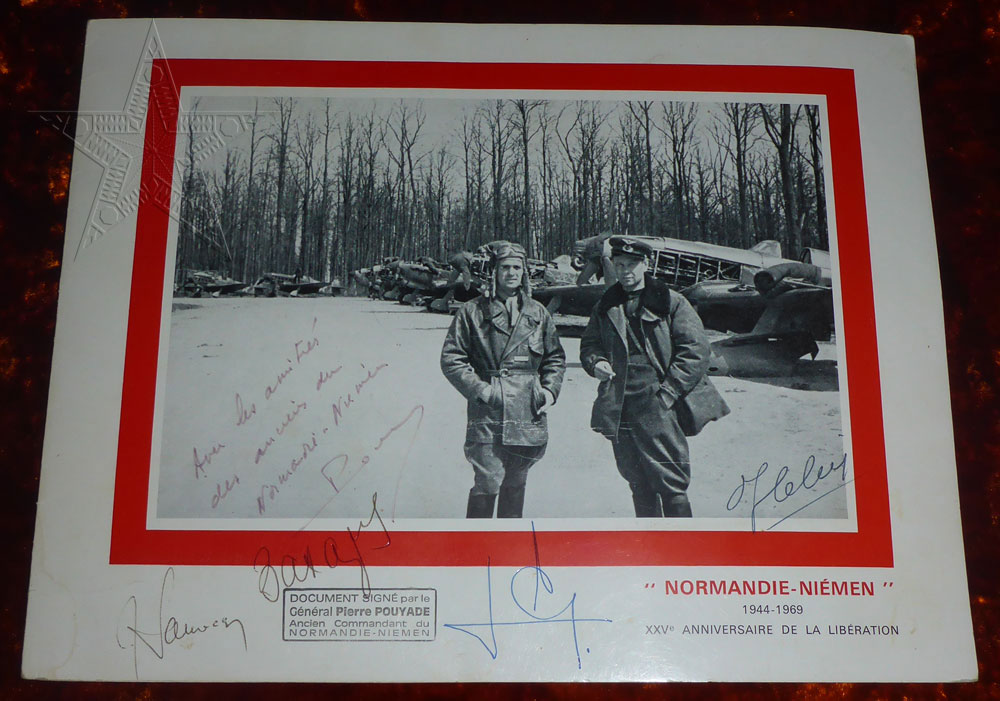 Avec les amitiés
des anciens du
Normandie-Niémen
DOCUMENT SIGNÉ par le
Général Pierre POUYADE
Ancien Commandant du
NORMANDIE-NIEMEN
" NORMANDIE-NIÉMEN "
1944-1969
XXVe ANNIVERSAIRE DE LA LIBÉRATION